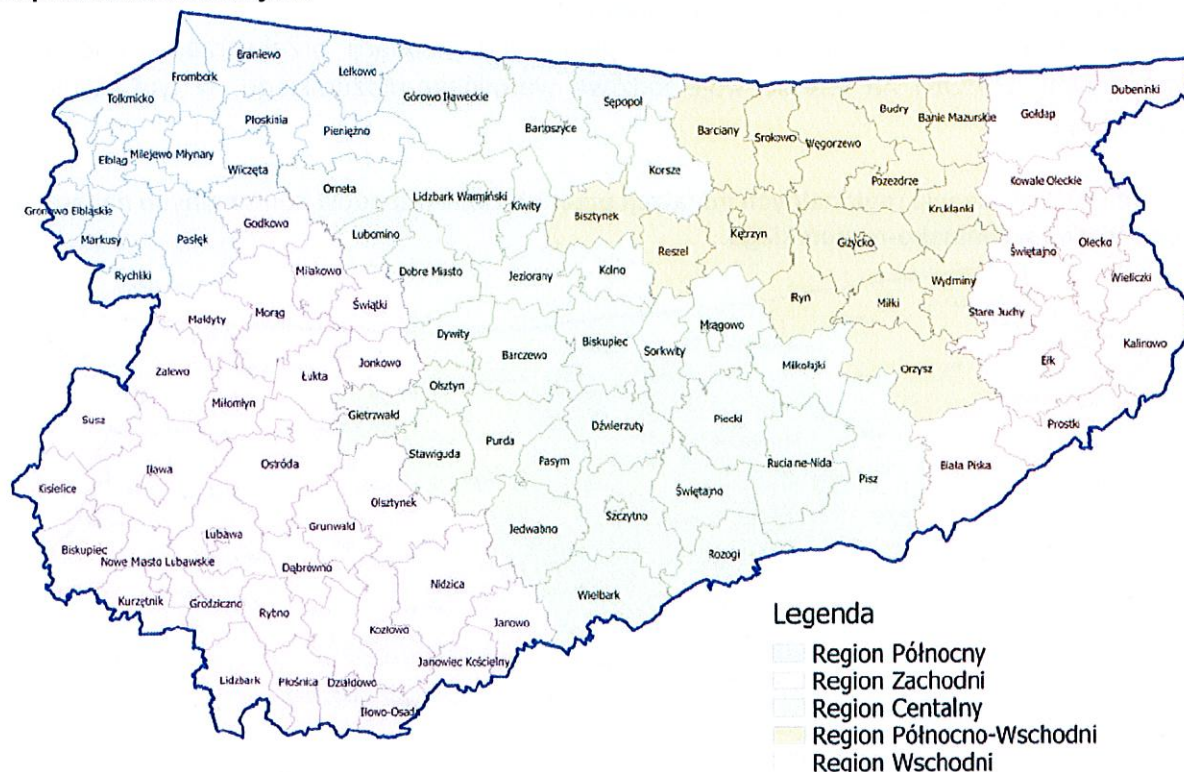 Braniewo
Lelkowo
Frombork
Górowo Iławeckie
Sępopol
Tolkmicko
Płoskinia
Pieniężno
Bartoszyce
Barciany
Srokowo
Węgorzewo
Budry
Banie Mazurskie
Gołdap
Dubeninki
Elbląg
Milejewo
Młynary
Wilczęta
Orneta
Lidzbark Warmiński
Kiwity
Korsze
Pozezdrze
Kowale Oleckie
Gronowo Elbląskie
Markusy
Pasłęk
Godkowo
Lubomino
Bisztynek
Reszel
Kętrzyn
Giżycko
Kruklanki
Świętajno
Olecko
Rychliki
Miłakowo
Dobre Miasto
Jeziorany
Kolno
Ryn
Miłki
Wydminy
Wieliczki
Małdyty
Morąg
Świątki
Dywity
Barczewo
Biskupiec
Sorkwity
Mrągowo
Mikołajki
Orzysz
Stare Juchy
Kalinowo
Zalewo
Łukta
Jonkowo
Olsztyn
Ełk
Susz
Miłomłyn
Gietrzwałd
Stawiguda
Purda
Pasym
Dźwierzuty
Piecki
Ruciane-Nida
Pisz
Biała Piska
Prostki
Kisielice
Iława
Ostróda
Olsztynek
Szczytno
Świętajno
Biskupiec
Lubawa
Grunwald
Jedwabno
Rozogi
Nowe Miasto Lubawskie
Dąbrówno
Nidzica
Wielbark
Kurzętnik
Grodziczno
Rybno
Kozłowo
Janowo
Lidzbark
Płośnica
Działdowo
Janowiec Kościelny
Iłowo-Osada
Legenda
Region Północny
Region Zachodni
Region Centalny
Region Północno-Wschodni
Region Wschodni